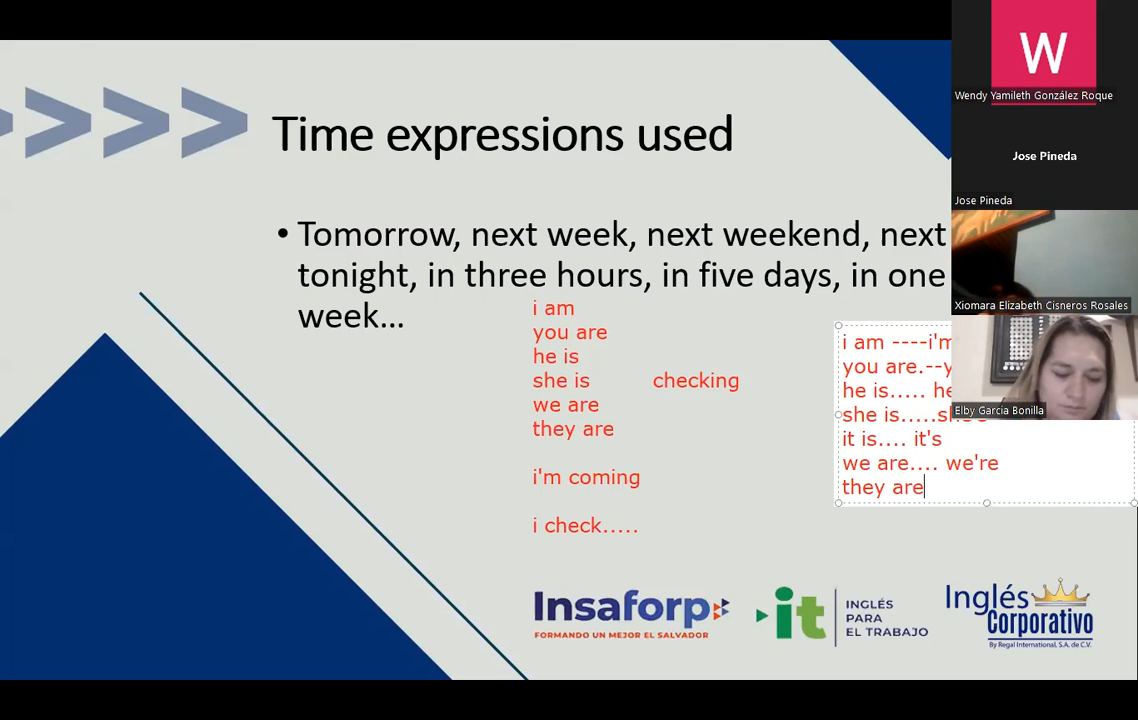 Time expressions used
• Tomorrow, next week, next weekend, next
tonight, in three hours, in five days, in one
week...
i am
you are
he is
she is checking
we are
they are
i'm coming
i check.....
i am ----i'm
you are.--y
he is..... he
she is.....she's
it is.... it's
we are.... we're
they are
Insaforp
FORMANDO UN MEJOR EL SALVADOR
it
INGLÉS
PARA
EL TRABAJO
Inglés
Corporativo
By Regal International, S.A. de C.V.
W
Wendy Yamileth González Roque
Jose Pineda
Jose Pineda
Xiomara Elizabeth Cisneros Rosales
Elby Garcia Bonilla